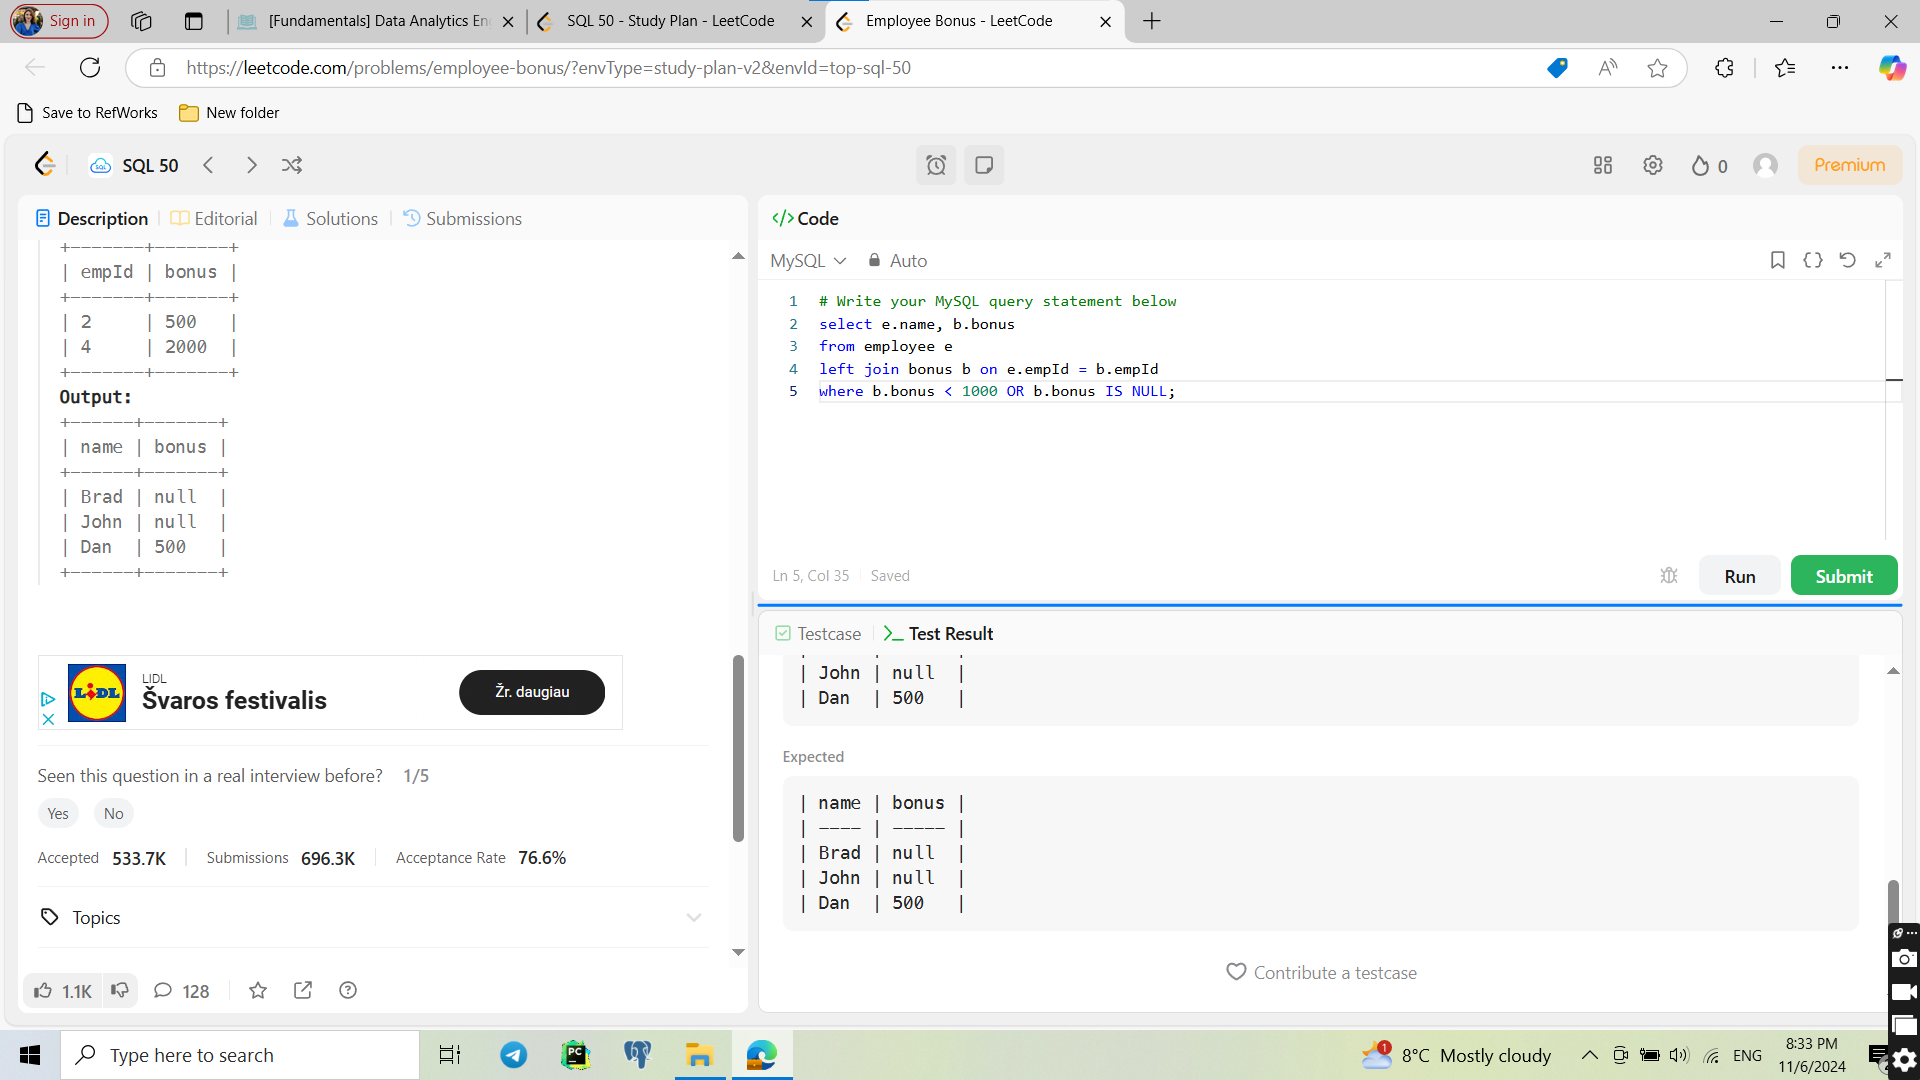 Sign in
[Fundamentals] Data Analytics En
SQL 50 - Study Plan - LeetCode
Employee Bonus - LeetCode
https://leetcode.com/problems/employee-bonus/?envType=study-plan-v2&envId=top-sql-50
Save to RefWorks
New folder
SQL 50
0
Premium
Description
Editorial
Solutions
Submissions
+-------+-------+
| empId | bonus |
+-------+-------+
| 2     | 500   |
| 4     | 2000  |
+-------+-------+
Output:
+------+-------+
| name | bonus |
+------+-------+
| Brad | null  |
| John | null  |
| Dan  | 500   |
+------+-------+
LIDL
Švaros festivalis
Žr. daugiau
Seen this question in a real interview before? 1/5
Yes
No
Accepted 533.7K
Submissions 696.3K
Acceptance Rate 76.6%
Topics
1.1K
128
</> Code
MySQL
Auto
1 # Write your MySQL query statement below
2 select e.name, b.bonus
3 from employee e
4 left join bonus b on e.empId = b.empId
5 where b.bonus < 1000 OR b.bonus IS NULL;
Ln 5, Col 35
Saved
Run
Submit
Testcase
Test Result
| John | null  |
| Dan  | 500   |
Expected
| name | bonus |
| ---- | ----- |
| Brad | null  |
| John | null  |
| Dan  | 500   |
Contribute a testcase
Type here to search
PC
1
8°C Mostly cloudy
ENG
8:33 PM
11/6/2024